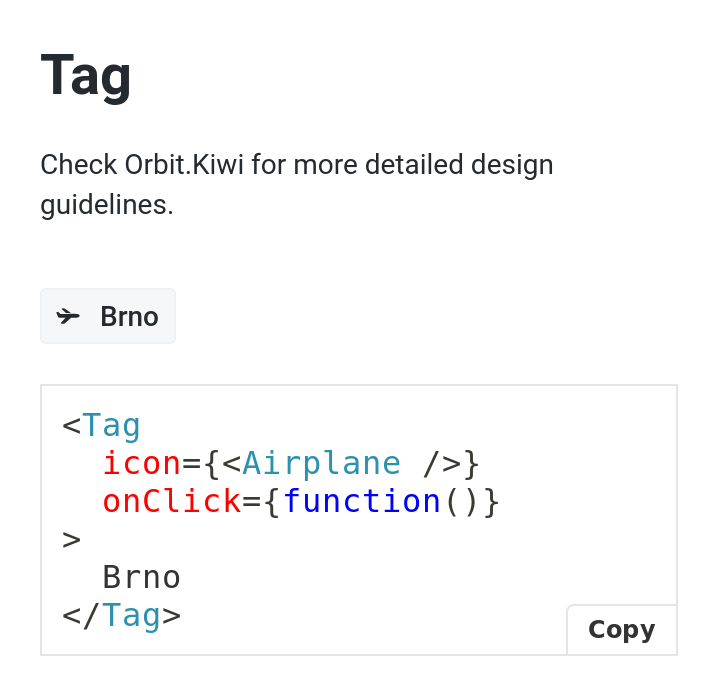 Tag
Check Orbit.Kiwi for more detailed design
guidelines.
Brno
<Tag
  icon={<Airplane />}
  onClick={function()}
>
  Brno
</Tag>
Copy